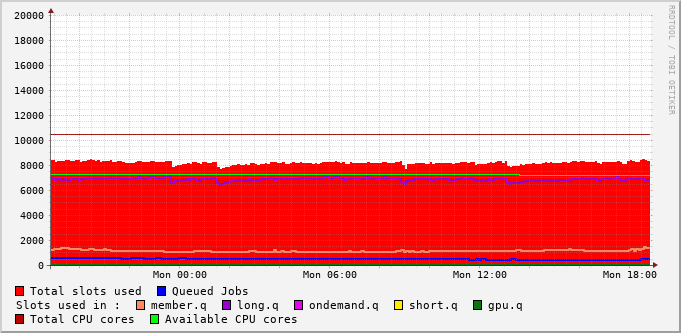 RRDTOOL / TOBI OETIKER
20000
18000
16000
14000
12000
10000
8000
6000
4000
2000
0
Mon 00:00 Mon 06:00 Mon 12:00 Mon 18:00
Total slots used Queued Jobs
Slots used in : member.q long.q ondemand.q short.q gpu.q
Total CPU cores Available CPU cores